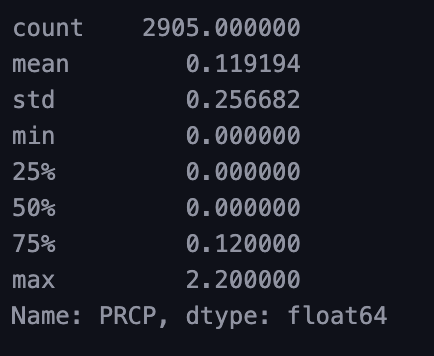 count    2905.000000
mean        0.119194
std         0.256682
min         0.000000
25%         0.000000
50%         0.000000
75%         0.120000
max         2.200000
Name: PRCP, dtype: float64